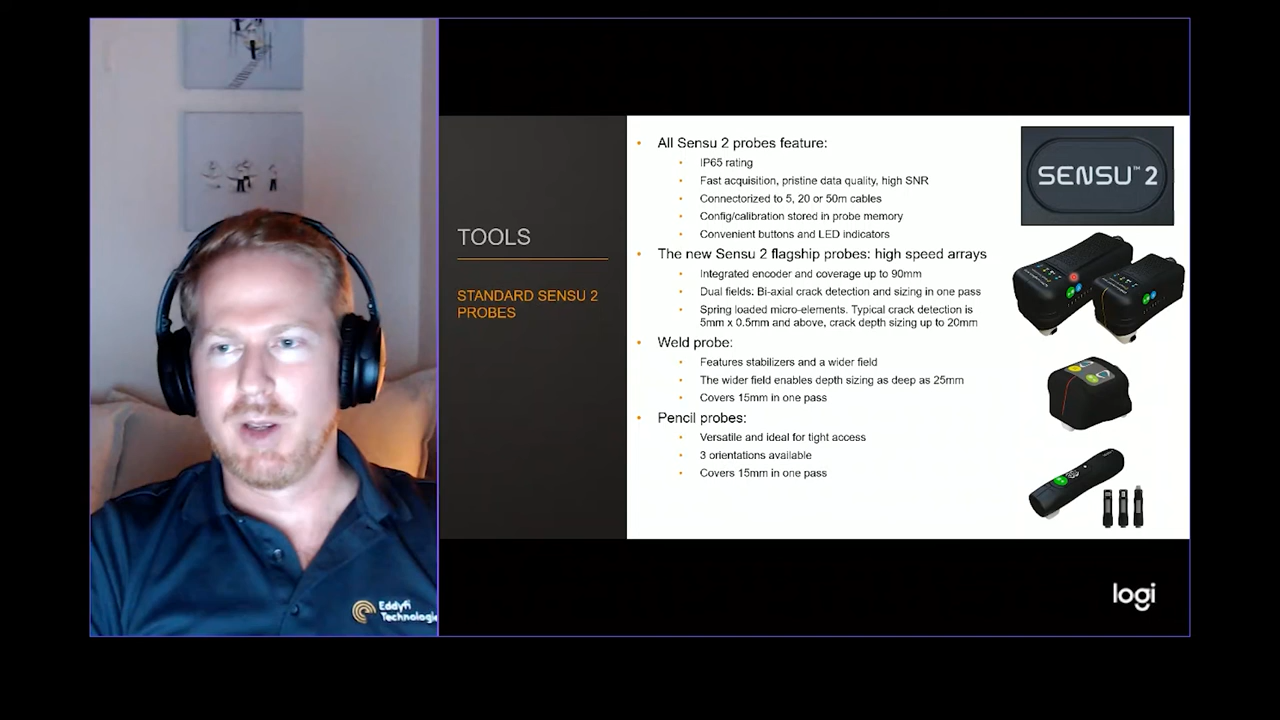 TOOLS
STANDARD SENSU 2
PROBES
• All Sensu 2 probes feature:
• IP65 rating
• Fast acquisition, pristine data quality, high SNR
• Connectorized to 5, 20 or 50m cables
• Config/calibration stored in probe memory
• Convenient buttons and LED indicators
• The new Sensu 2 flagship probes: high speed arrays
• Integrated encoder and coverage up to 90mm
• Dual fields: Bi-axial crack detection and sizing in one pass
• Spring loaded micro-elements. Typical crack detection is
5mm x 0.5mm and above, crack depth sizing up to 20mm
• Weld probe:
• Features stabilizers and a wider field
• The wider field enables depth sizing as deep as 25mm
• Covers 15mm in one pass
• Pencil probes:
• Versatile and ideal for tight access
• 3 orientations available
• Covers 15mm in one pass
SENSU™ 2
Eddyfi
Technologie
logi